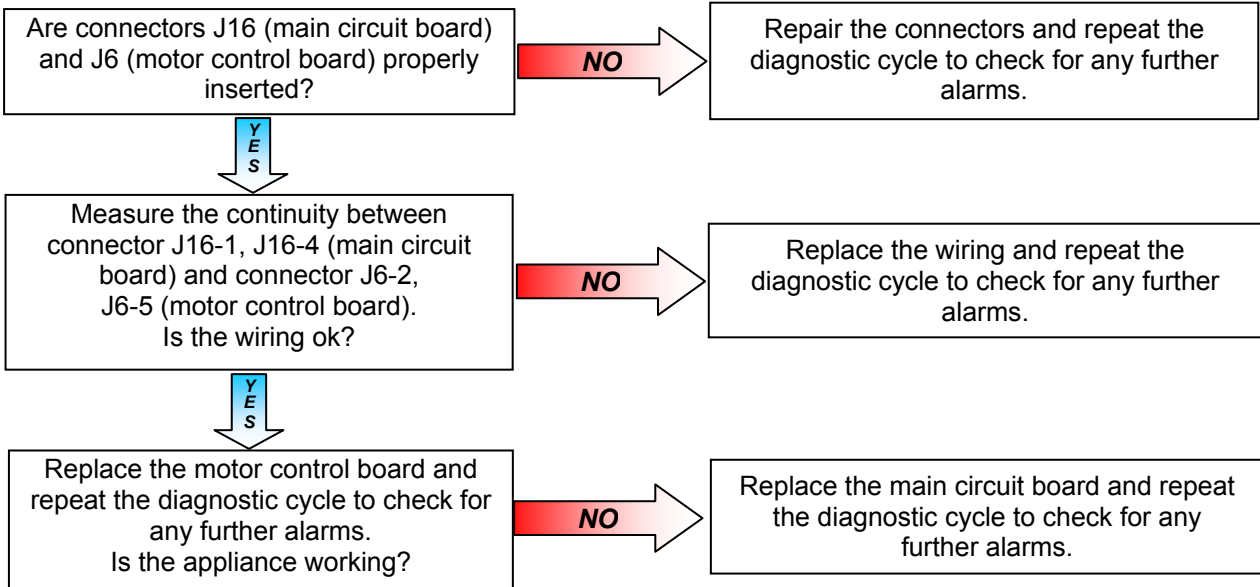 Are connectors J16 (main circuit board)
and J6 (motor control board) properly
inserted?
NO
Repair the connectors and repeat the
diagnostic cycle to check for any further
alarms.
YES
Measure the continuity between
connector J16-1, J16-4 (main circuit
board) and connector J6-2,
J6-5 (motor control board).
Is the wiring ok?
NO
Replace the wiring and repeat the
diagnostic cycle to check for any further
alarms.
YES
Replace the motor control board and
repeat the diagnostic cycle to check for
any further alarms.
Is the appliance working?
NO
Replace the main circuit board and repeat
the diagnostic cycle to check for any
further alarms.